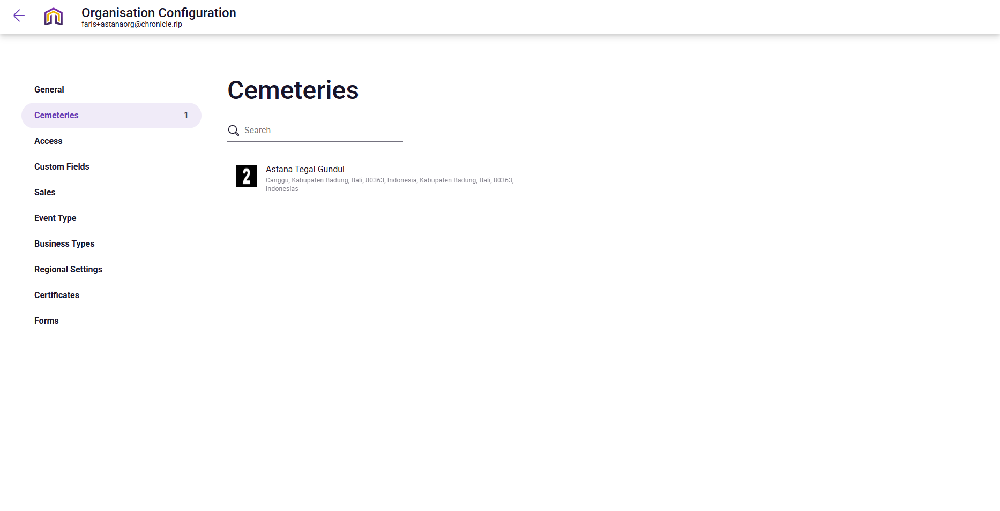 Organisation Configuration
faris+astanaorg@chronicle.rip
General
Cemeteries 1
Access
Custom Fields
Sales
Event Type
Business Types
Regional Settings
Certificates
Forms
Cemeteries
Search
2
Astana Tegal Gundul
Canggu, Kabupaten Badung, Bali, 80363, Indonesia, Kabupaten Badung, Bali, 80363,
Indonesias